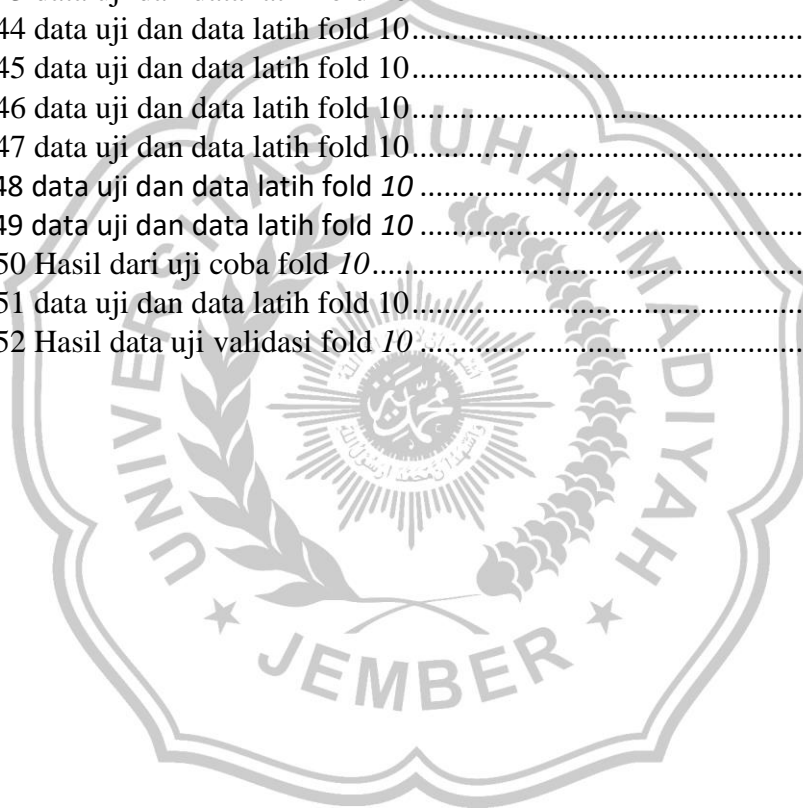 44 data uji dan data latih fold 10
45 data uji dan data latih fold 10
46 data uji dan data latih fold 10
47 data uji dan data latih fold 10
48 data uji dan data latih fold 10
49 data uji dan data latih fold 10
50 Hasil dari uji coba fold 10
51 data uji dan data latih fold 10
52 Hasil data uji validasi fold 10
UNIVERSITAS MUHAMMADIYAH
JEMBER